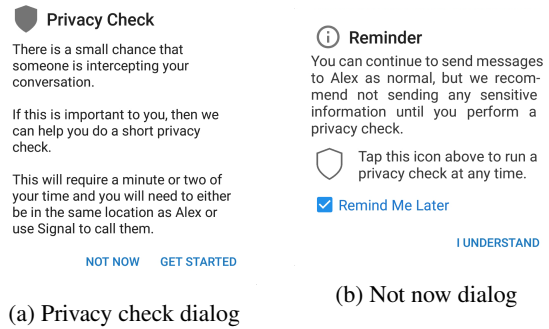 Privacy Check
There is a small chance that
someone is intercepting your
conversation.
If this is important to you, then we
can help you do a short privacy
check.
This will require a minute or two of
your time and you will need to either
be in the same location as Alex or
use Signal to call them.
NOT NOW GET STARTED
(a) Privacy check dialog
Reminder
You can continue to send messages
to Alex as normal, but we recom-
mend not sending any sensitive
information until you perform a
privacy check.
Tap this icon above to run a
privacy check at any time.
Remind Me Later
I UNDERSTAND
(b) Not now dialog